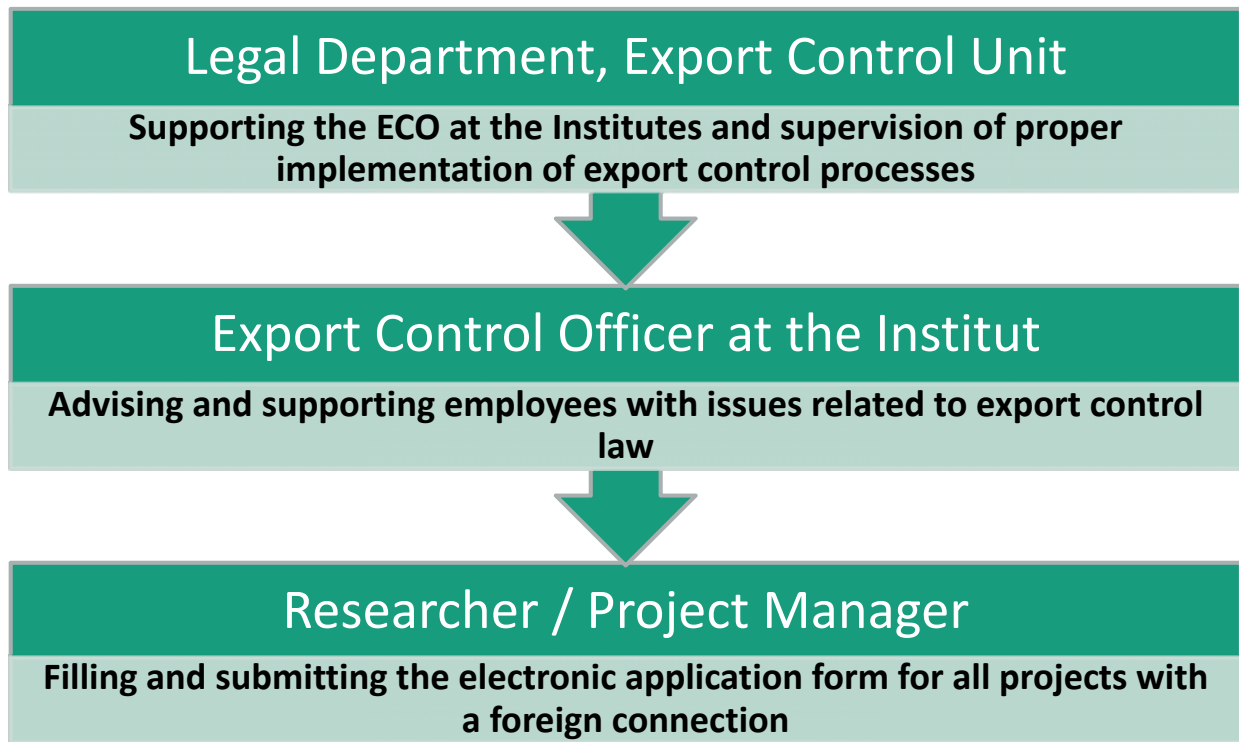 Legal Department, Export Control Unit
Supporting the ECO at the Institutes and supervision of proper
implementation of export control processes
Export Control Officer at the Institut
Advising and supporting employees with issues related to export control
law
Researcher / Project Manager
Filling and submitting the electronic application form for all projects with
a foreign connection